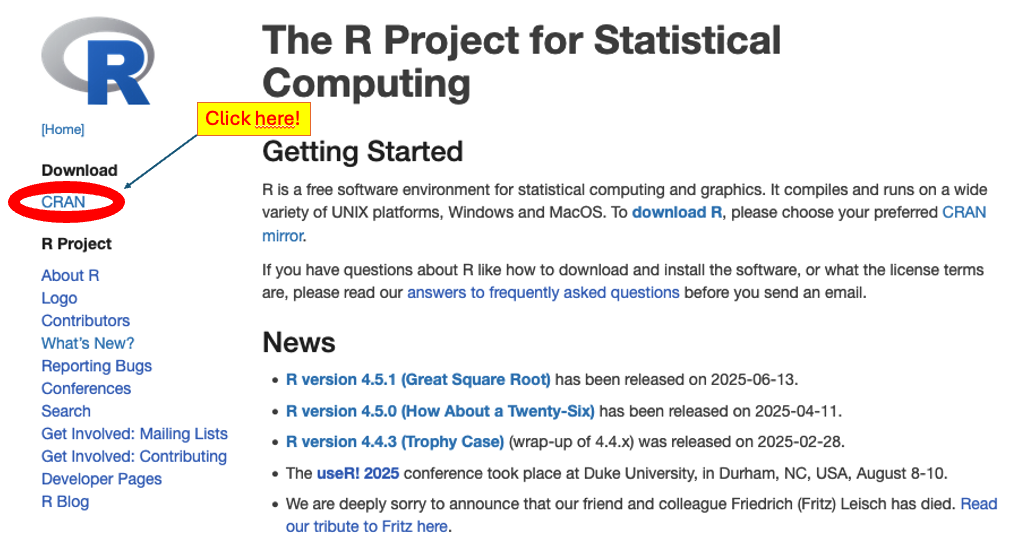 R
[Home]
Download
CRAN
R Project
About R
Logo
Contributors
What's New?
Reporting Bugs
Conferences
Search
Get Involved: Mailing Lists
Get Involved: Contributing
Developer Pages
R Blog
Click here!
The R Project for Statistical
Computing
Getting Started
R is a free software environment for statistical computing and graphics. It compiles and runs on a wide
variety of UNIX platforms, Windows and MacOS. To download R, please choose your preferred CRAN
mirror.
If you have questions about R like how to download and install the software, or what the license terms
are, please read our answers to frequently asked questions before you send an email.
News
• R version 4.5.1 (Great Square Root) has been released on 2025-06-13.
• R version 4.5.0 (How About a Twenty-Six) has been released on 2025-04-11.
• R version 4.4.3 (Trophy Case) (wrap-up of 4.4.x) was released on 2025-02-28.
• The useR! 2025 conference took place at Duke University, in Durham, NC, USA, August 8-10.
• We are deeply sorry to announce that our friend and colleague Friedrich (Fritz) Leisch has died. Read
our tribute to Fritz here.